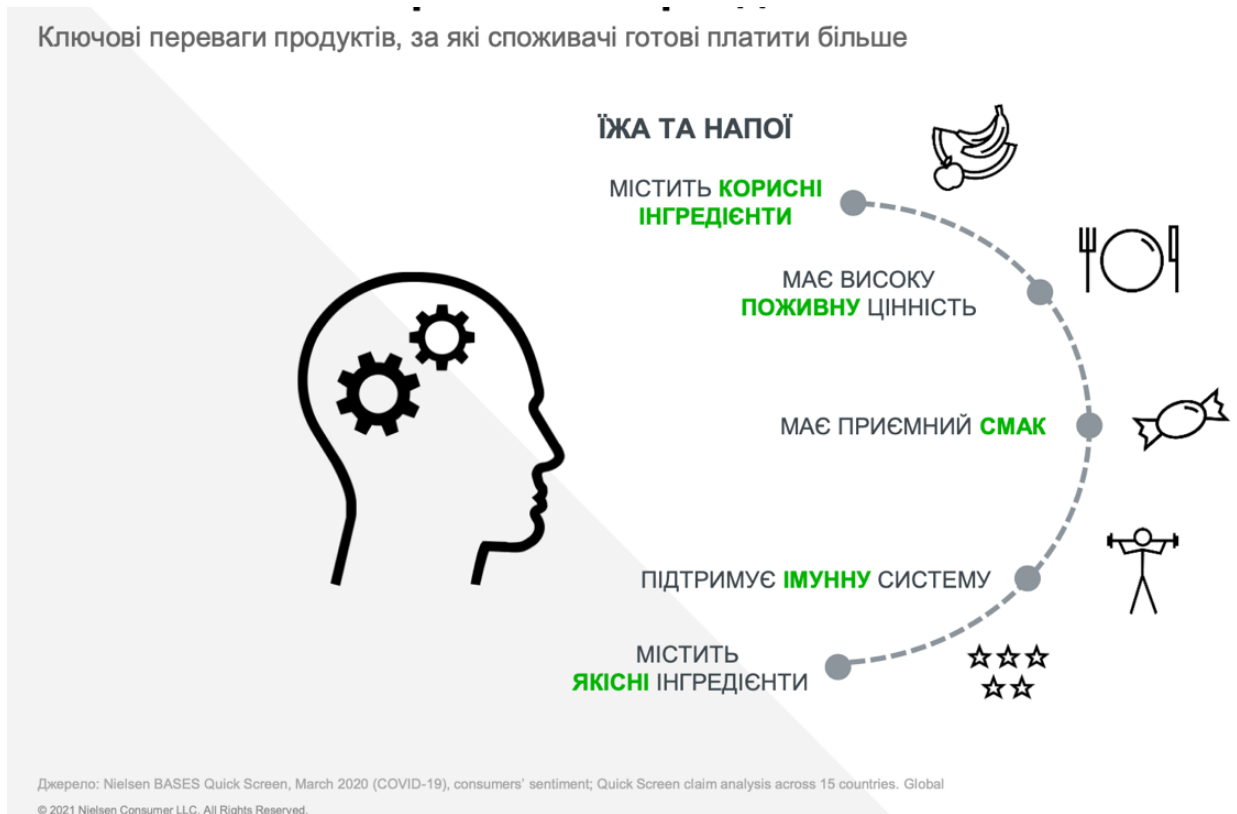 Ключові переваги продуктів, за які споживачі готові платити більше
ЇЖА ТА НАПОЇ
МІСТИТЬ КОРИСНІ
ІНГРЕДІЄНТИ
МАЄ ВИСОКУ
ПОЖИВНУ ЦІННІСТЬ
МАЄ ПРИЄМНИЙ СМАК
ПІДТРИМУЄ ІМУННУ СИСТЕМУ
МІСТИТЬ
ЯКІСНІ ІНГРЕДІЄНТИ
Джерело: Nielsen BASES Quick Screen, March 2020 (COVID-19), consumers' sentiment; Quick Screen claim analysis across 15 countries. Global
© 2021 Nielsen Consumer LLC. All Rights Reserved.